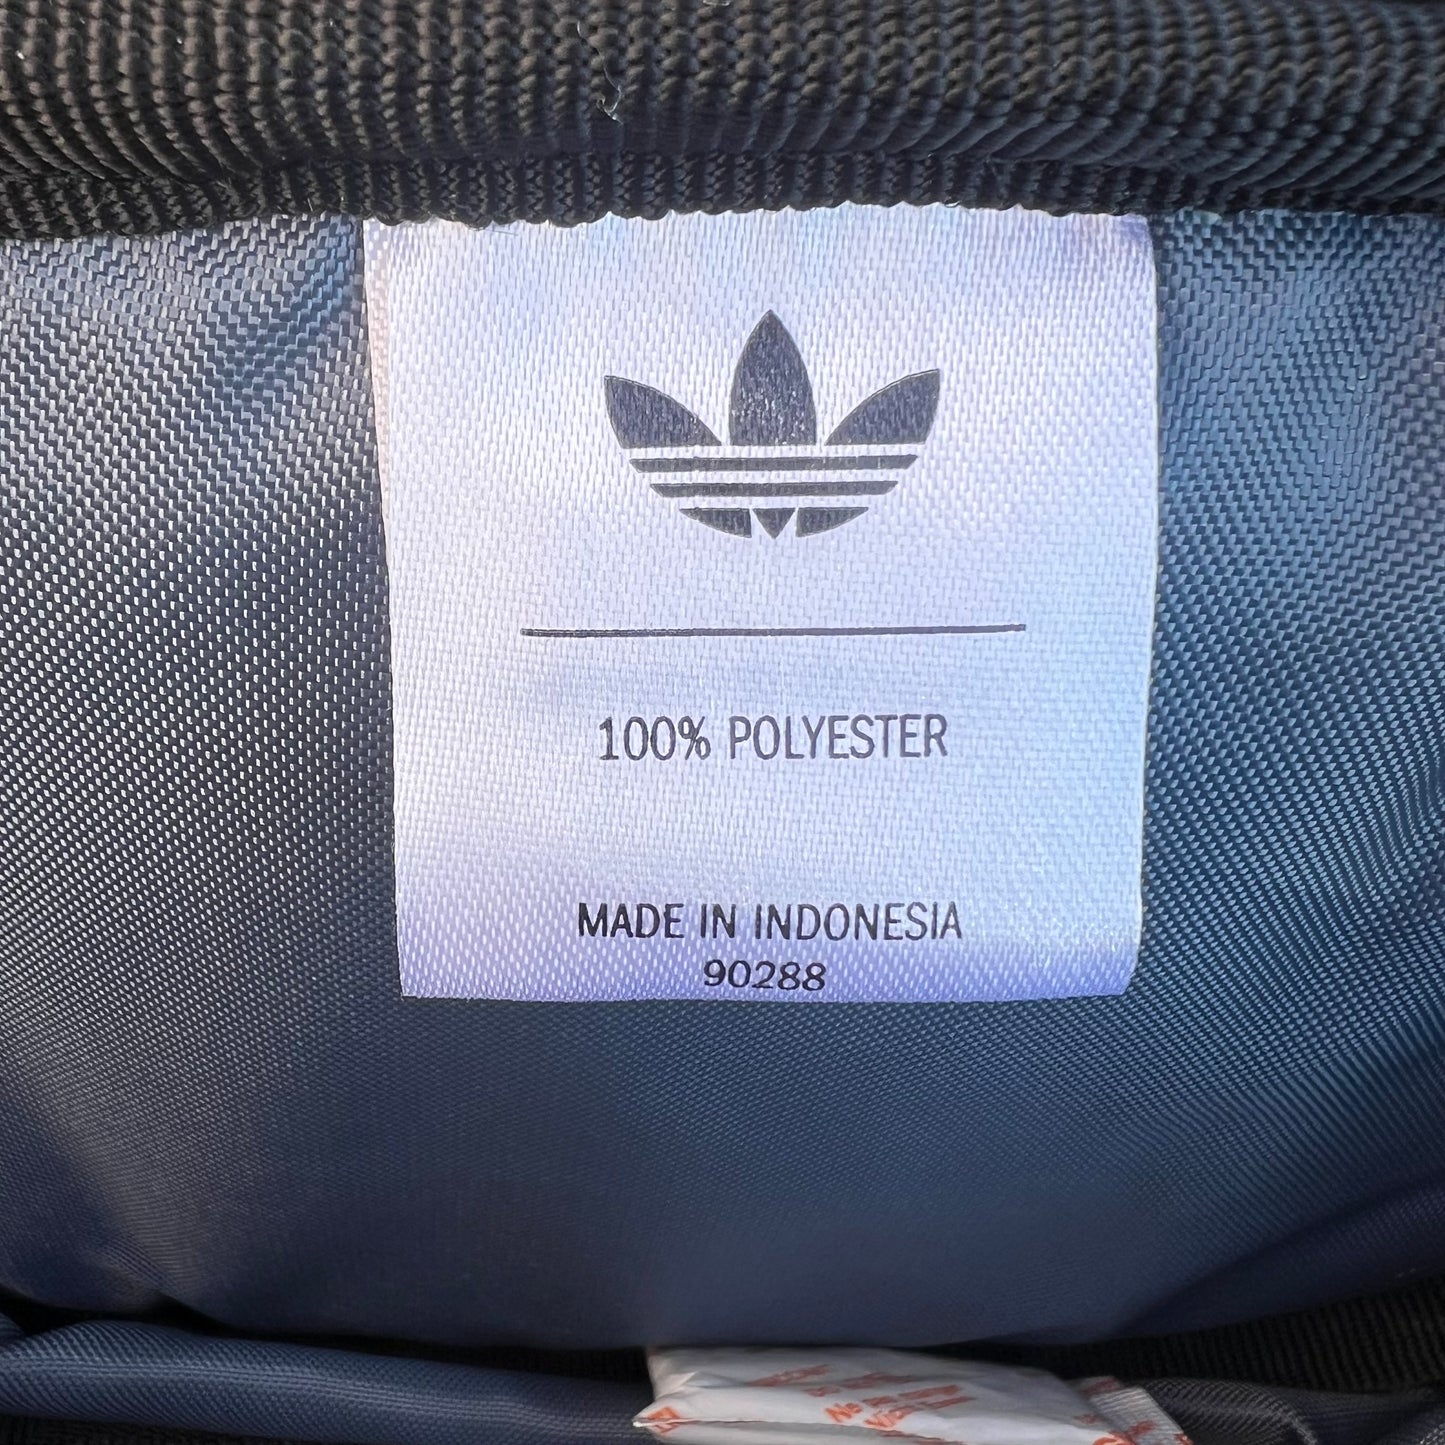 100% POLYESTER
MADE IN INDONESIA
90288